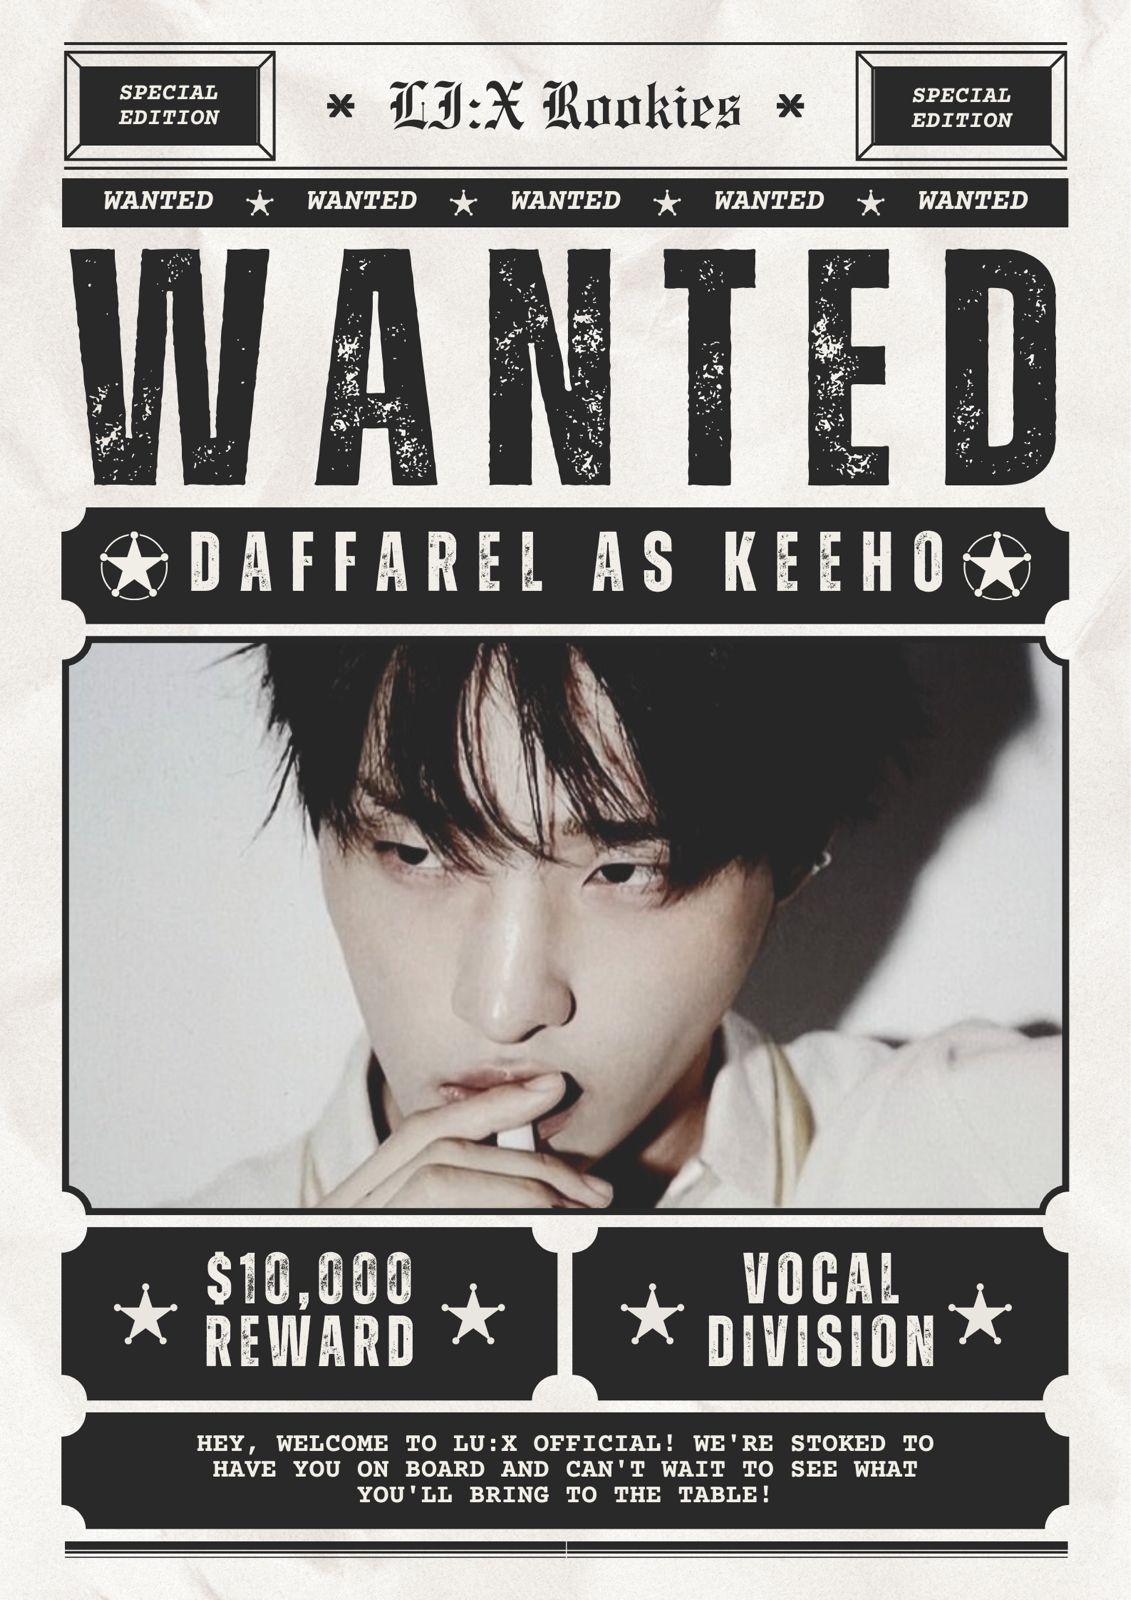 SPECIAL
EDITION
LI:X Rookies
SPECIAL
EDITION
WANTED WANTED WANTED WANTED WANTED
WANTED
DAFFAREL AS KEEHO
$10,000
REWARD
VOCAL
DIVISION
HEY, WELCOME TO LU:X OFFICIAL! WE'RE STOKED TO
HAVE YOU ON BOARD AND CAN'T WAIT TO SEE WHAT
YOU'LL BRING TO THE TABLE!